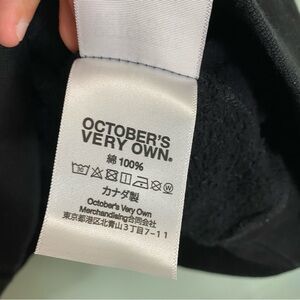 OCTOBER'S
VERY OWN.
綿 100%
カナダ製
October's Very Own
Merchandising合同会社
東京都港区北青山3丁目7-11